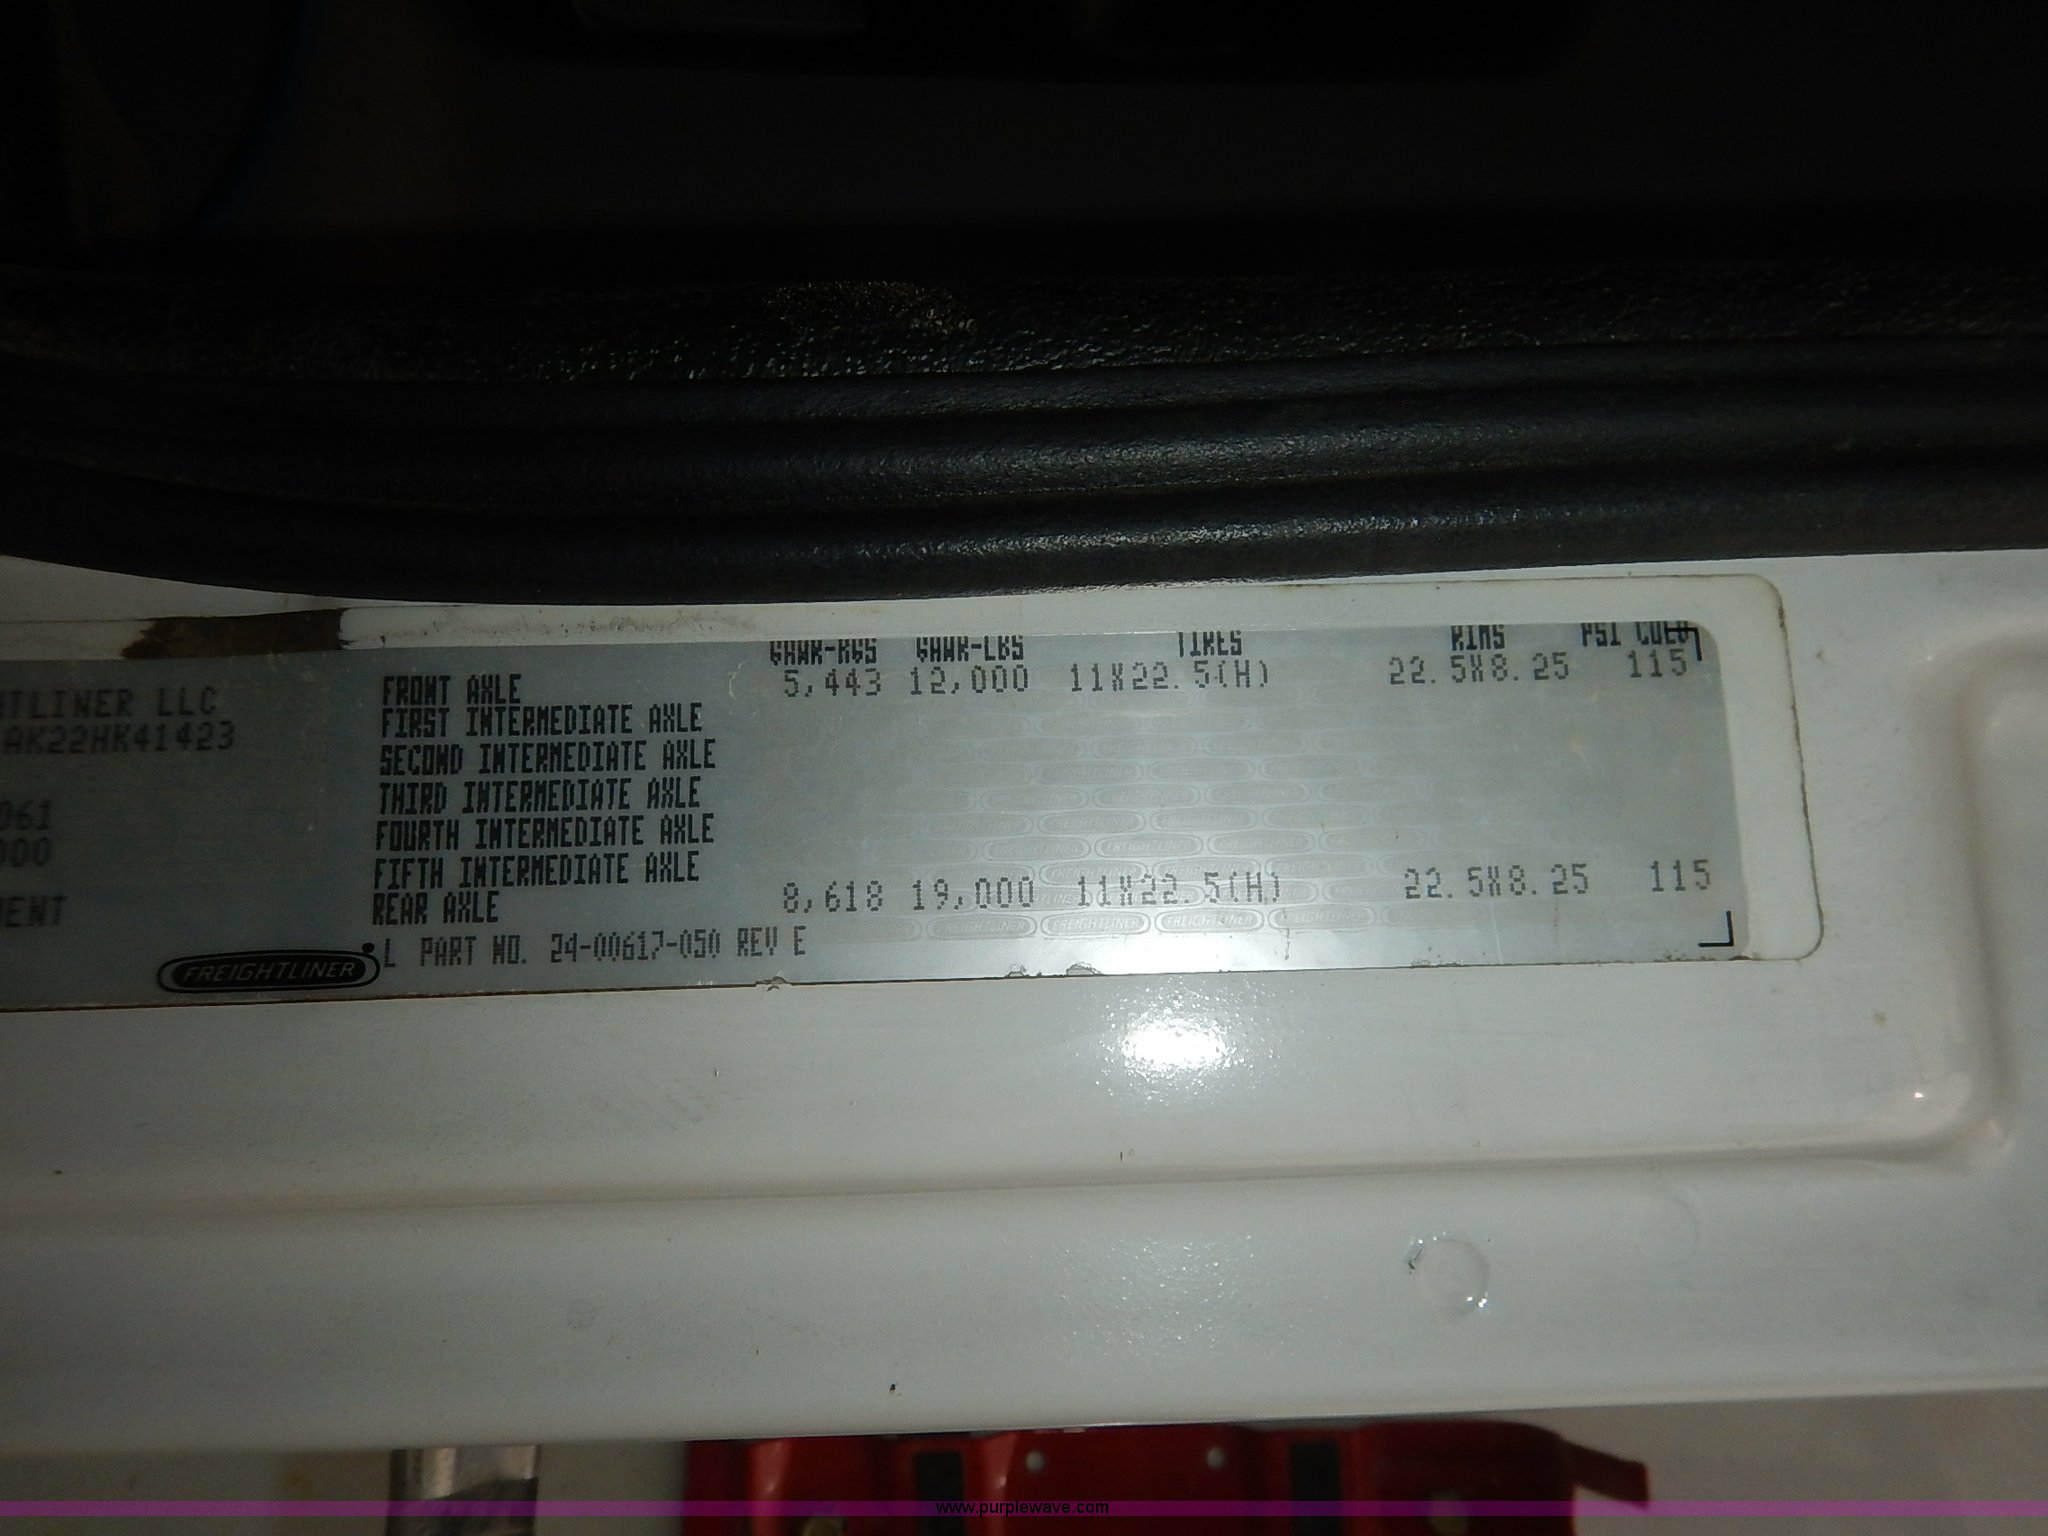 GAWR-KGS GAWR-LBS TIRES RIMS PSI COLD
FRONT AXLE 5,443 12,000 11X22.5(H) 22.5X8.25 115
HTLINER LLC
FIRST INTERMEDIATE AXLE
AK22HK41423
SECOND INTERMEDIATE AXLE
THIRD INTERMEDIATE AXLE
061
FOURTH INTERMEDIATE AXLE
000
FIFTH INTERMEDIATE AXLE
REAR AXLE 8,618 19,000 11X22.5(H) 22.5X8.25 115
MENT
FREIGHTLINER
L PART NO. 24-00617-050 REV E
www.purplewave.com